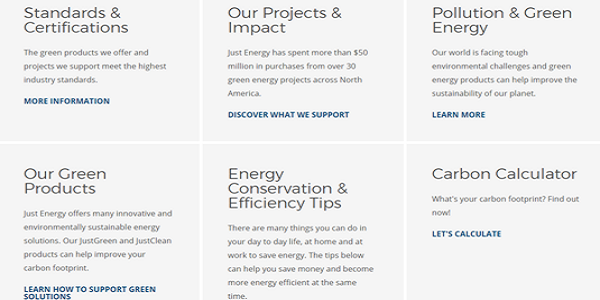 Standards &
Certifications
The green products we offer and
projects we support meet the highest
industry standards.
MORE INFORMATION
Our Projects &
Impact
Just Energy has spent more than $50
million in purchases from over 30
green energy projects across North
America.
DISCOVER WHAT WE SUPPORT
Pollution & Green
Energy
Our world is facing tough
environmental challenges and green
energy products can help improve the
sustainability of our planet.
LEARN MORE
Our Green
Products
Just Energy offers many innovative and
environmentally sustainable energy
solutions. Our JustGreen and JustClean
products can help improve your
carbon footprint.
LEARN HOW TO SUPPORT GREEN
SOLUTIONS
Energy
Conservation &
Efficiency Tips
There are many things you can do in
your day to day life, at home and at
work to save energy. The tips below
can help you save money and become
more energy efficient at the same
time.
Carbon Calculator
What's your carbon footprint? Find out
now!
LET'S CALCULATE